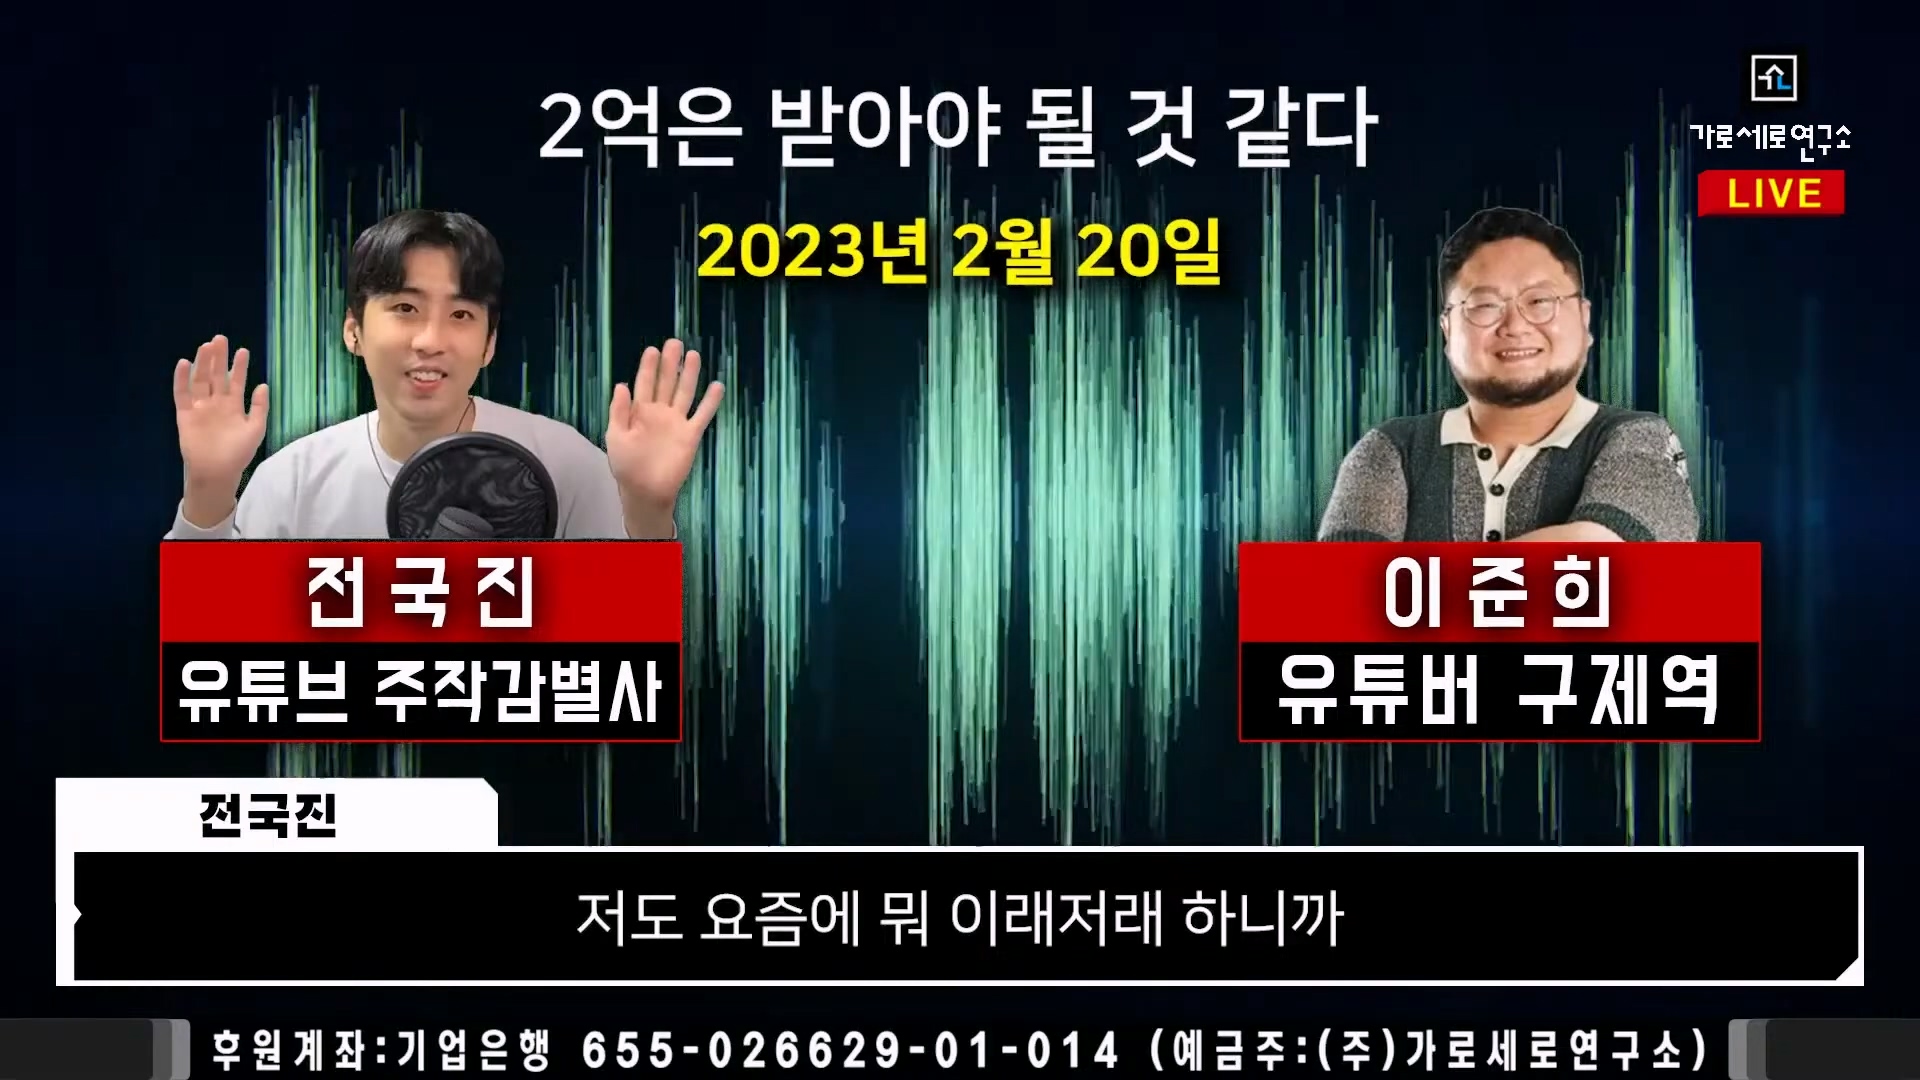 2억은 받아야 될 것 같다
가로세로연구소
LIVE
2023년 2월 20일
전국진
유튜브 주작감별사
이준희
유튜버 구제역
전국진
저도 요즘에 뭐 이래저래 하니까
후원계좌:기업은행 655-026629-01-014 (예금주:(주)가로세로연구소)